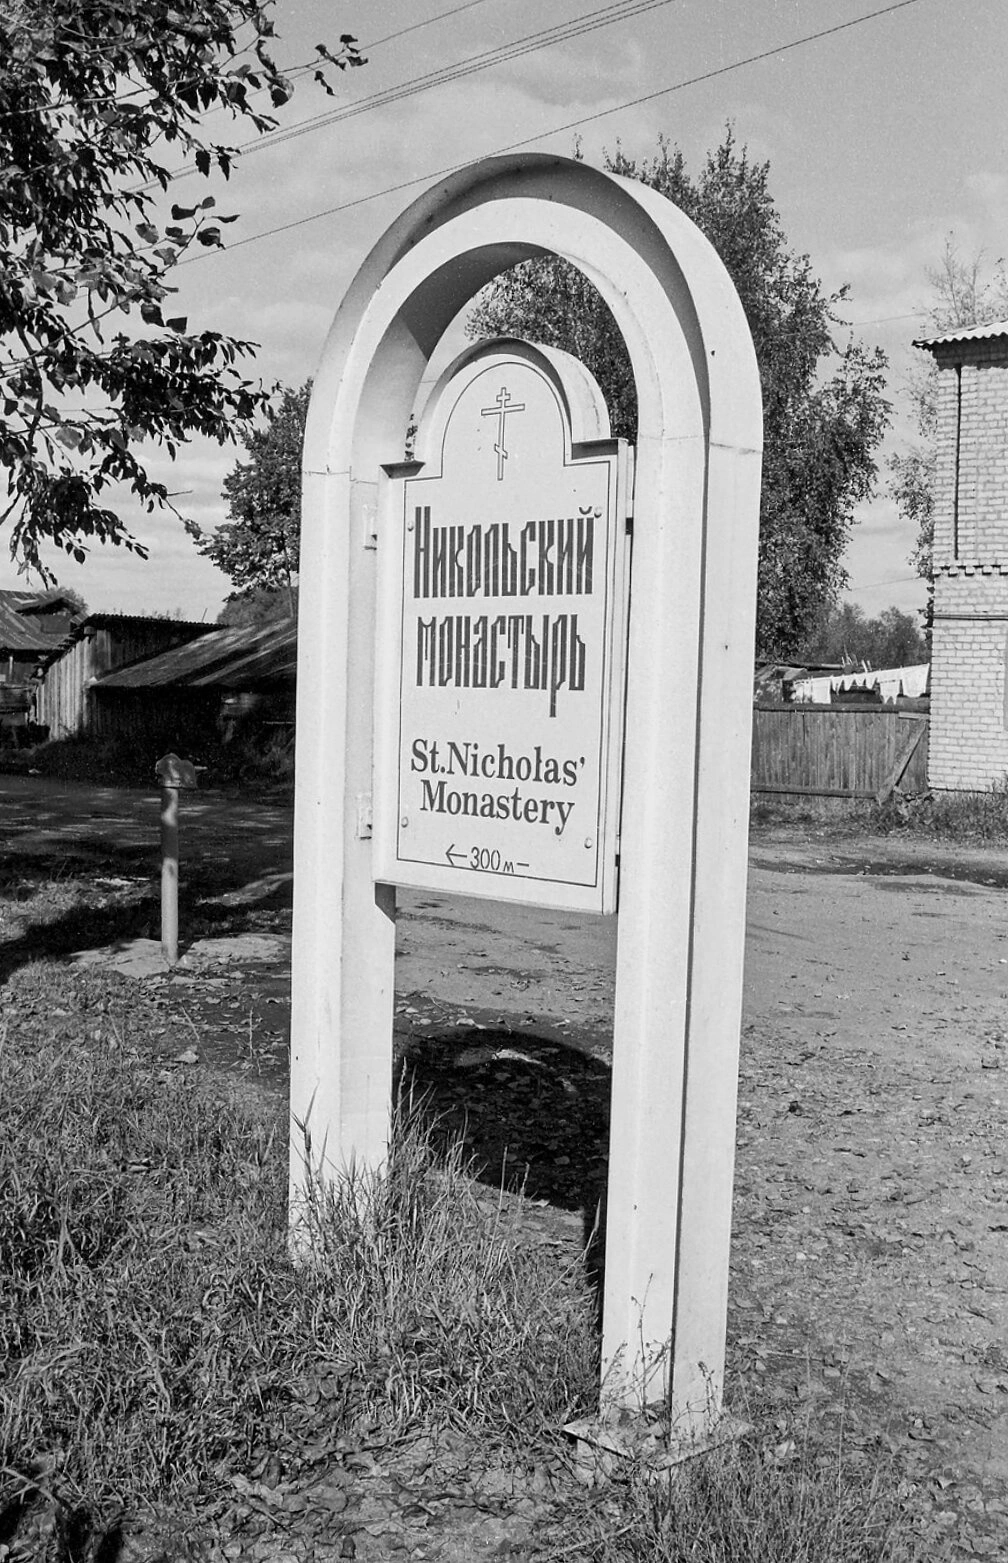 Никольский
монастырь
St. Nicholas'
Monastery
←300м—